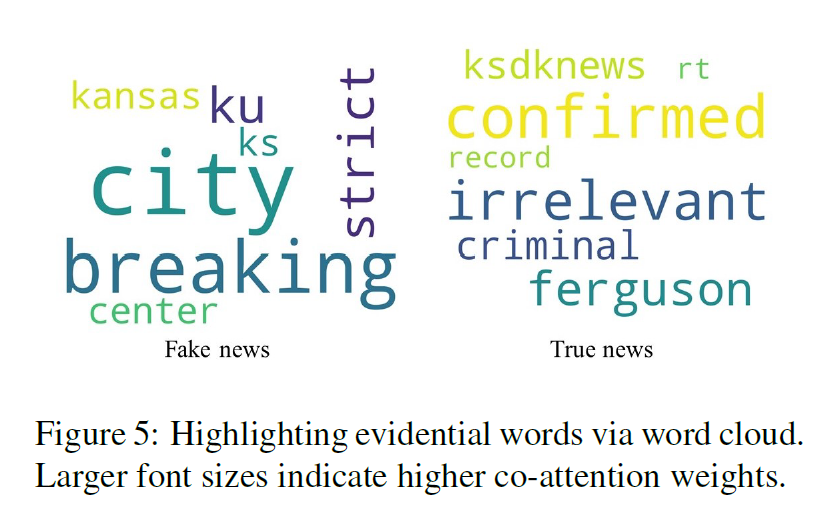 kansas
ku
ks
strict
city
breaking
center
Fake news
ksdknews
rt
confirmed
record
irrelevant
criminal
ferguson
True news
Figure 5: Highlighting evidential words via word cloud.
Larger font sizes indicate higher co-attention weights.